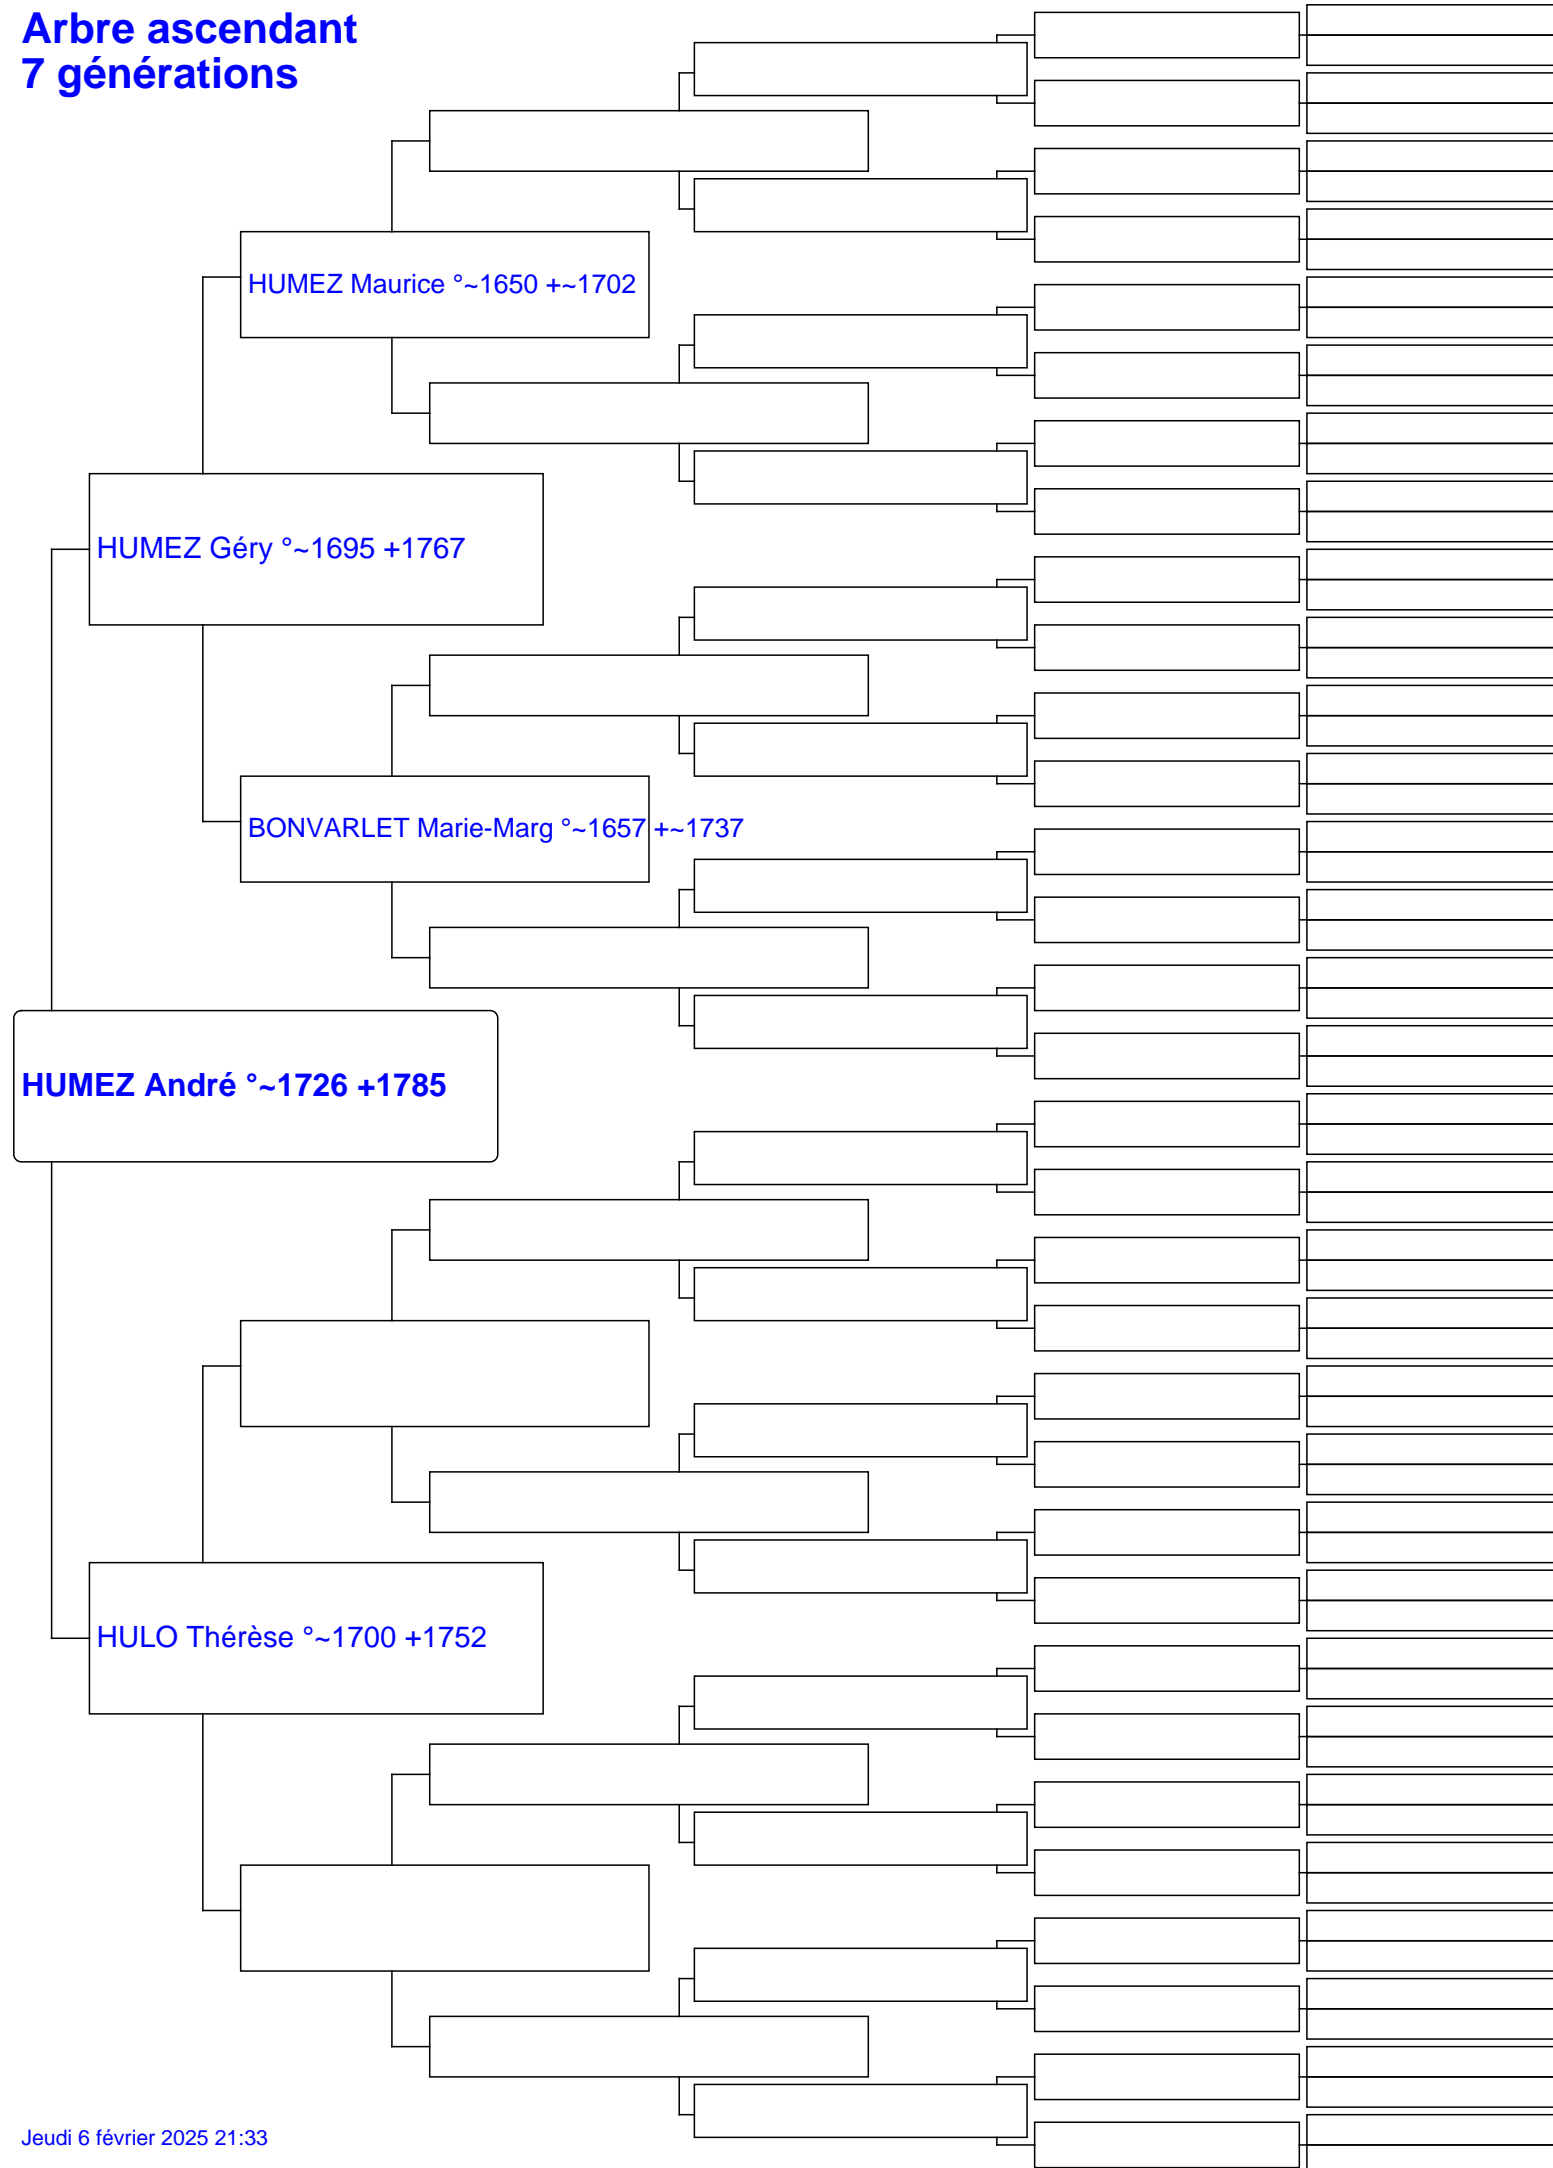 Arbre ascendant
7 générations
HUMEZ Maurice °~1650 +~1702
HUMEZ Géry °~1695 +1767
BONVARLET Marie-Marg °~1657 +~1737
HUMEZ André °~1726 +1785
HULO Thérèse °~1700 +1752
Jeudi 6 février 2025 21:33